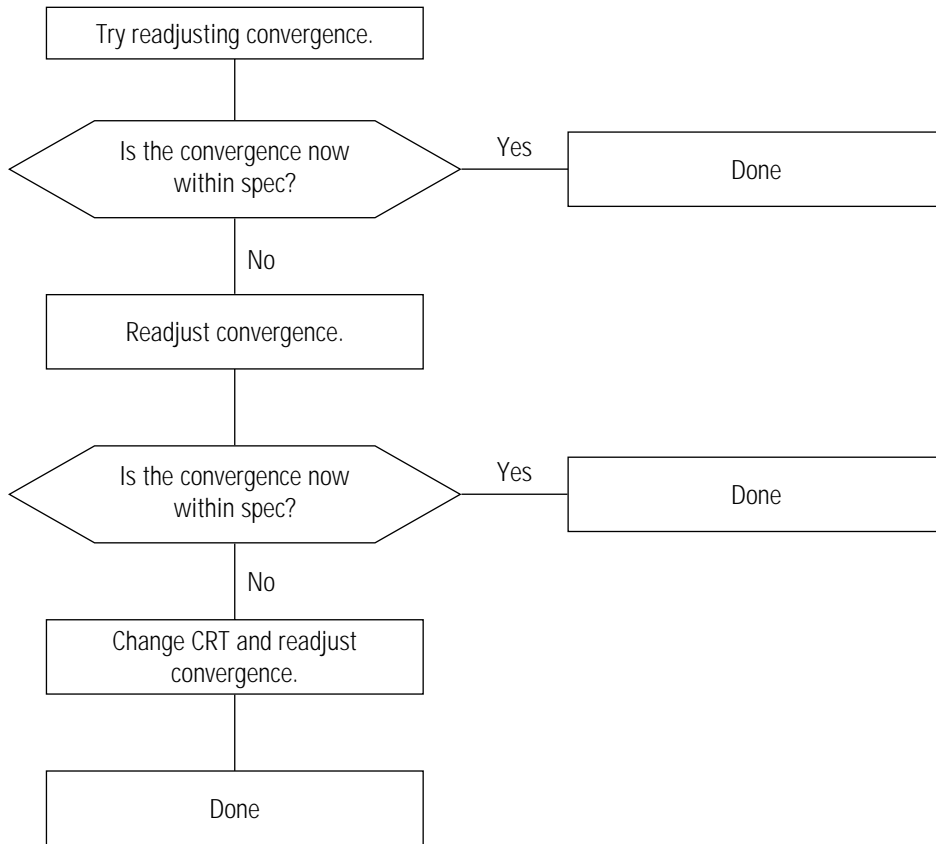 Try readjusting convergence.
Is the convergence now
within spec?
Yes
Done
No
Readjust convergence.
Is the convergence now
within spec?
Yes
Done
No
Change CRT and readjust
convergence.
Done